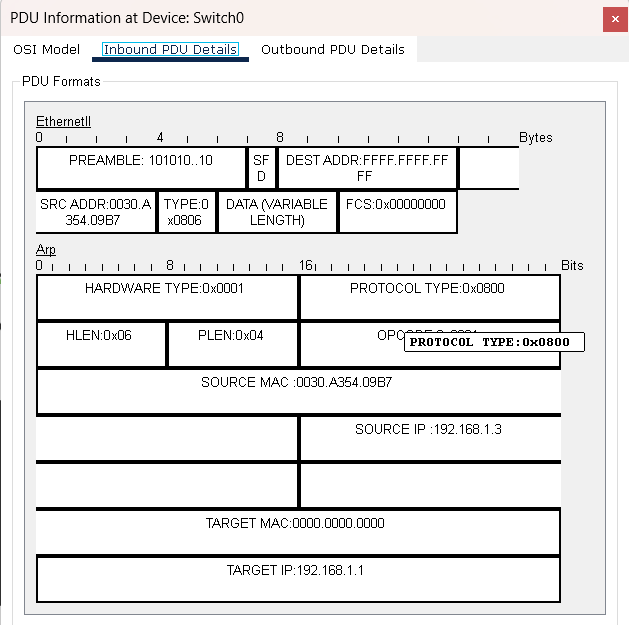 PDU Information at Device: Switch0
×
OSI Model Inbound PDU Details Outbound PDU Details
PDU Formats
EthernetII
0 4 8 Bytes
PREAMBLE: 101010..10
SF
D
DEST ADDR:FFFF.FFFF.FF
FF
SRC ADDR:0030.A
354.09B7
TYPE:0
x0806
DATA (VARIABLE
LENGTH)
FCS:0x00000000
Arp
0 8 16 Bits
HARDWARE TYPE:0x0001 PROTOCOL TYPE:0x0800
HLEN:0x06 PLEN:0x04
PROTOCOL TYPE:0x0800
SOURCE MAC :0030.A354.09B7
SOURCE IP :192.168.1.3
TARGET MAC:0000.0000.0000
TARGET IP:192.168.1.1